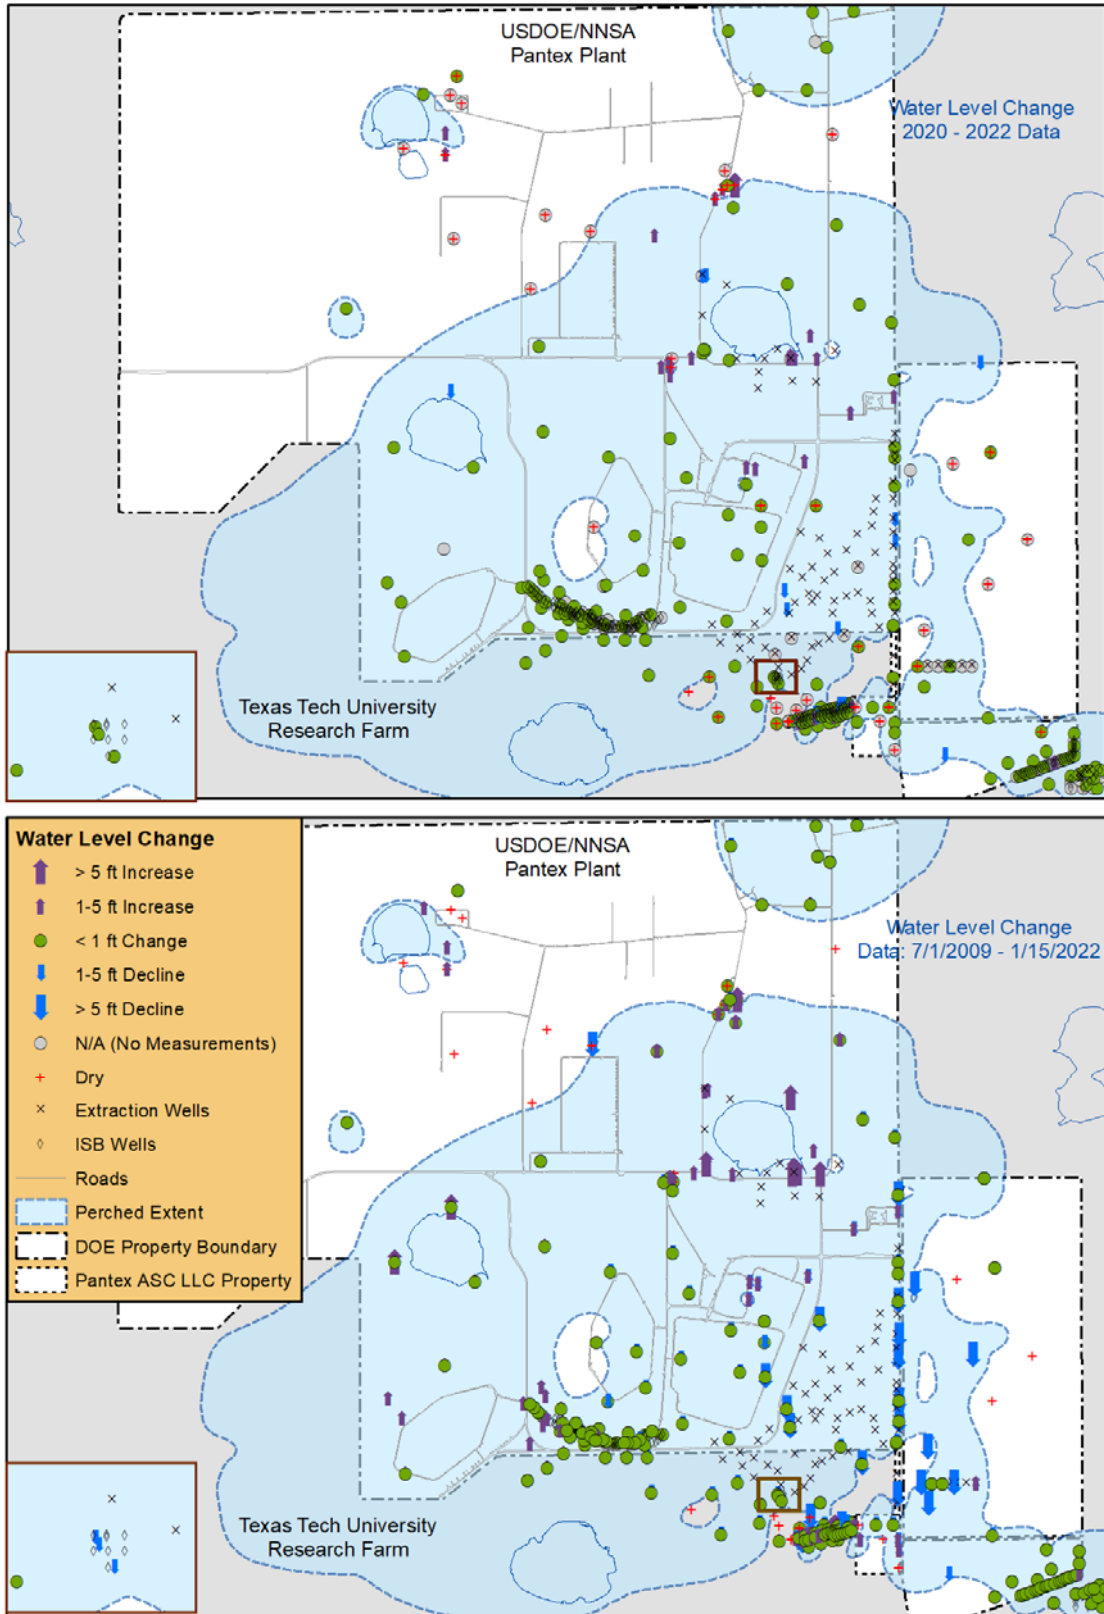 USDOE/NNSA
Pantex Plant
Water Level Change
2020 - 2022 Data
Texas Tech University
Research Farm
Water Level Change
> 5 ft Increase
1-5 ft Increase
< 1 ft Change
1-5 ft Decline
> 5 ft Decline
N/A (No Measurements)
Dry
Extraction Wells
ISB Wells
Roads
Perched Extent
DOE Property Boundary
Pantex ASC LLC Property
USDOE/NNSA
Pantex Plant
Water Level Change
Data: 7/1/2009 - 1/15/2022
Texas Tech University
Research Farm